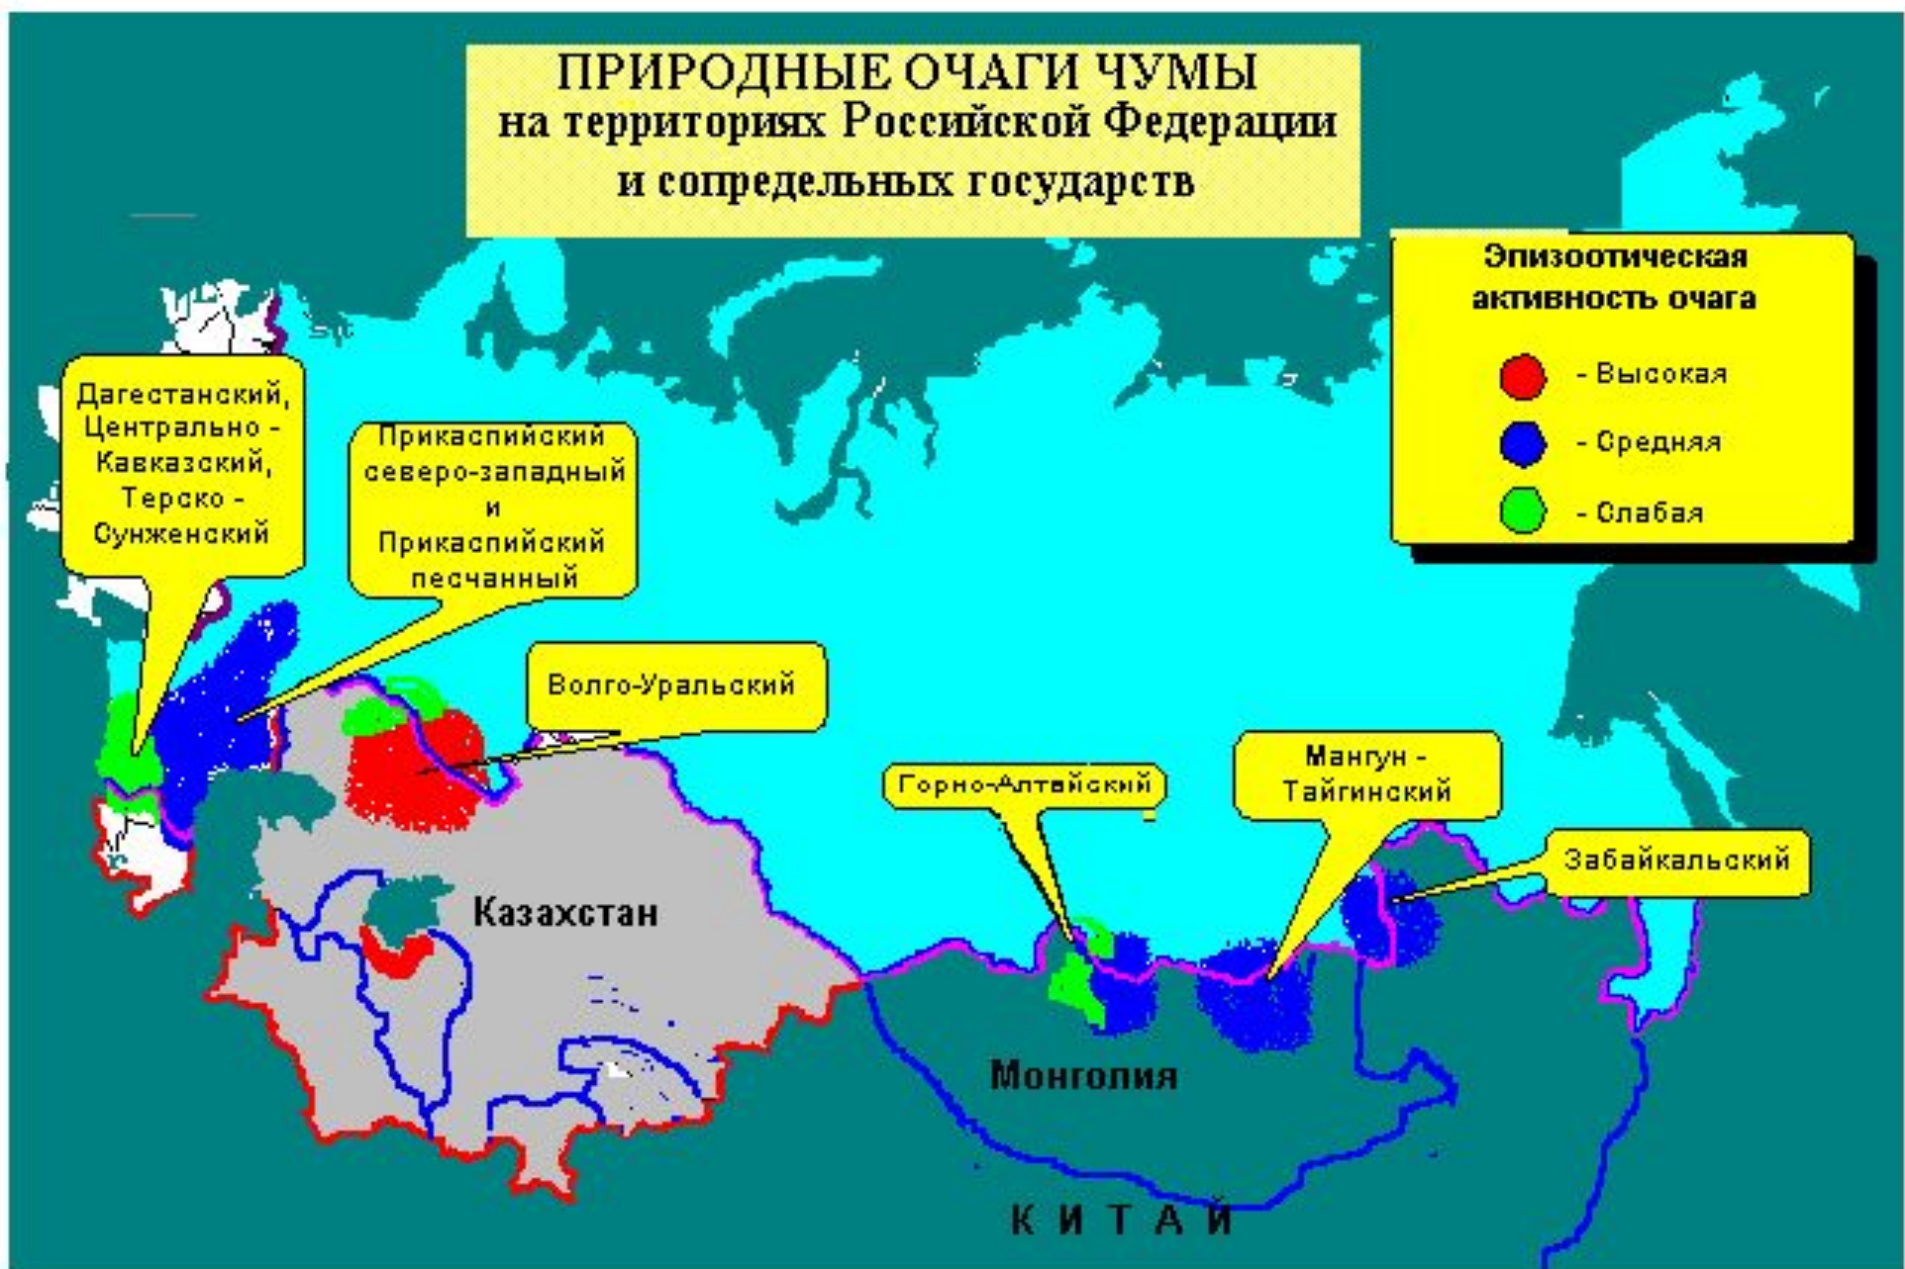 ПРИРОДНЫЕ ОЧАГИ ЧУМЫ
на территориях Российской Федерации
и сопредельных государств
Эпизоотическая
активность очага
- Высокая
- Средняя
- Слабая
Дагестанский,
Центрально -
Кавказский,
Терско -
Сунженский
Прикаспийский
северо-западный
и
Прикаспийский
песчанный
Волго-Уральский
Горно-Алтайский
Мангун -
Тайгинский
Забайкальский
Казахстан
Монголия
К И Т А Й